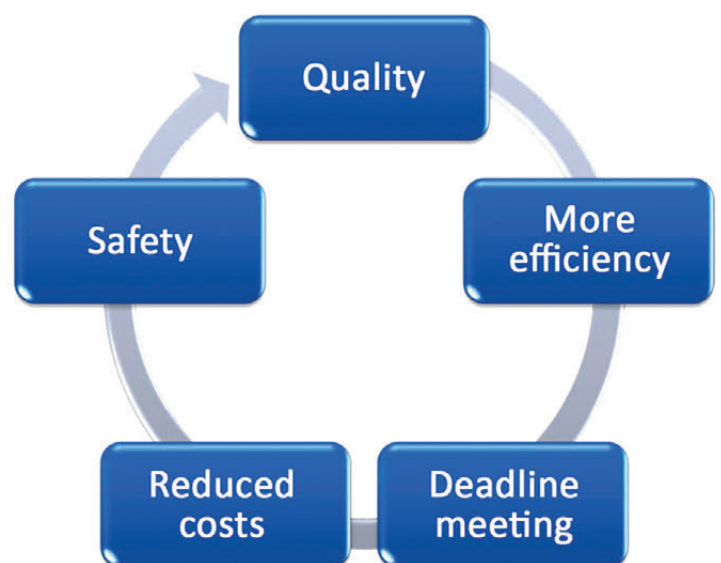 Quality
More
efficiency
Deadline
meeting
Reduced
costs
Safety